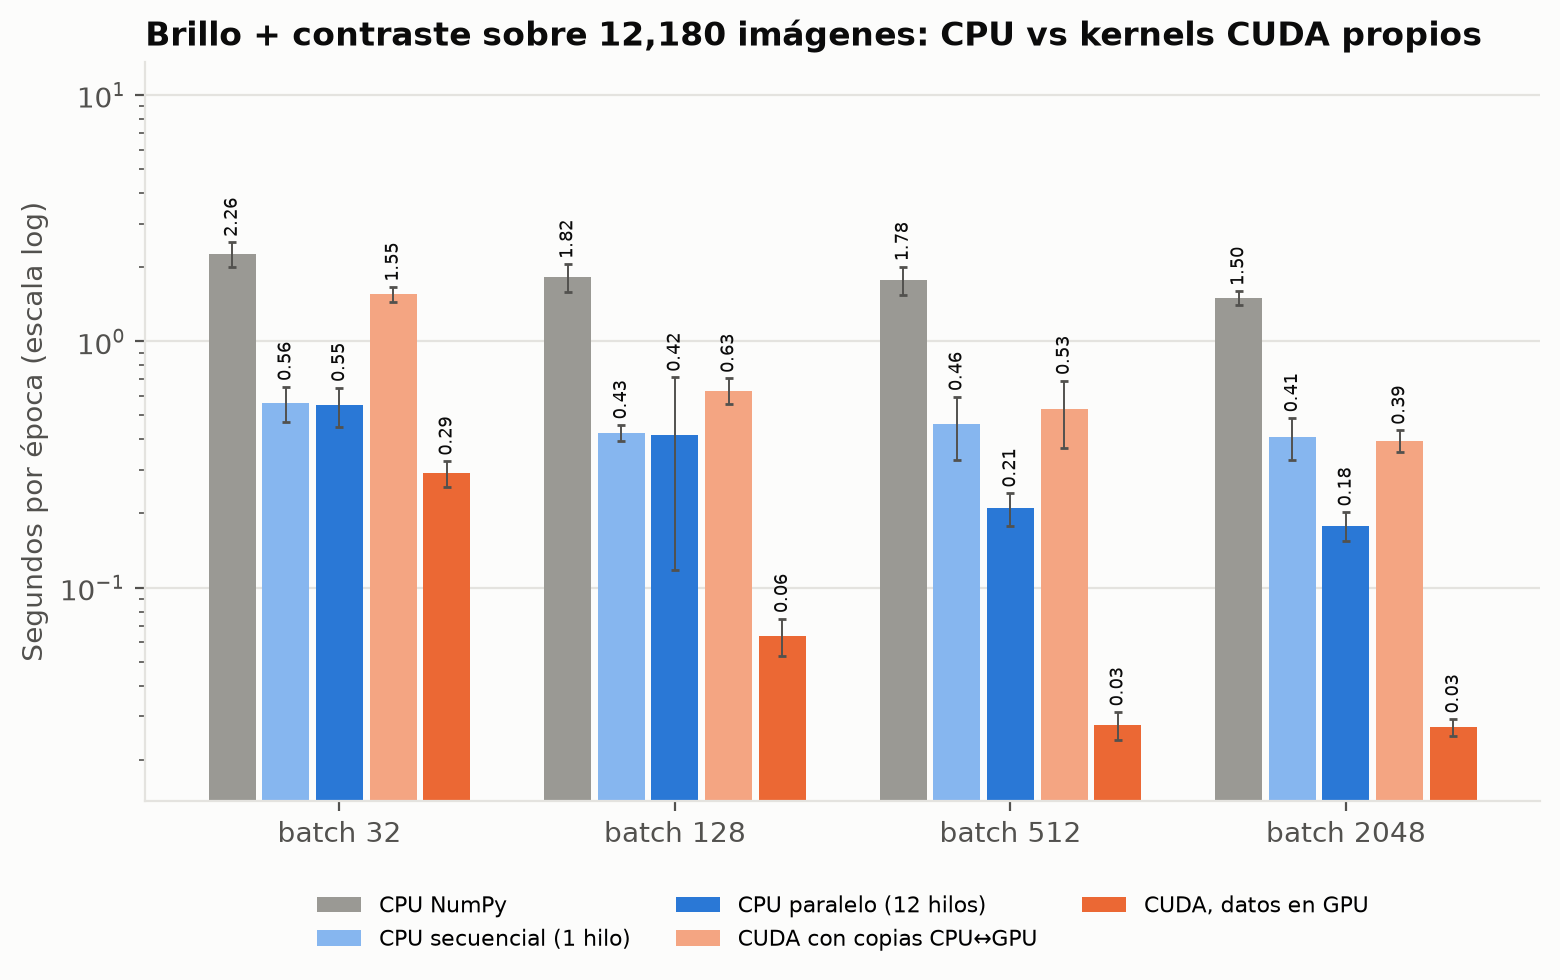 Brillo + contraste sobre 12,180 imágenes: CPU vs kernels CUDA propios
Segundos por época (escala log)
10¹
10⁰
10⁻¹
2.26
0.56
0.55
1.55
0.29
1.82
0.43
0.42
0.63
0.06
1.78
0.46
0.21
0.53
0.03
1.50
0.41
0.18
0.39
0.03
batch 32
batch 128
batch 512
batch 2048
CPU NumPy
CPU secuencial (1 hilo)
CPU paralelo (12 hilos)
CUDA con copias CPU↔GPU
CUDA, datos en GPU